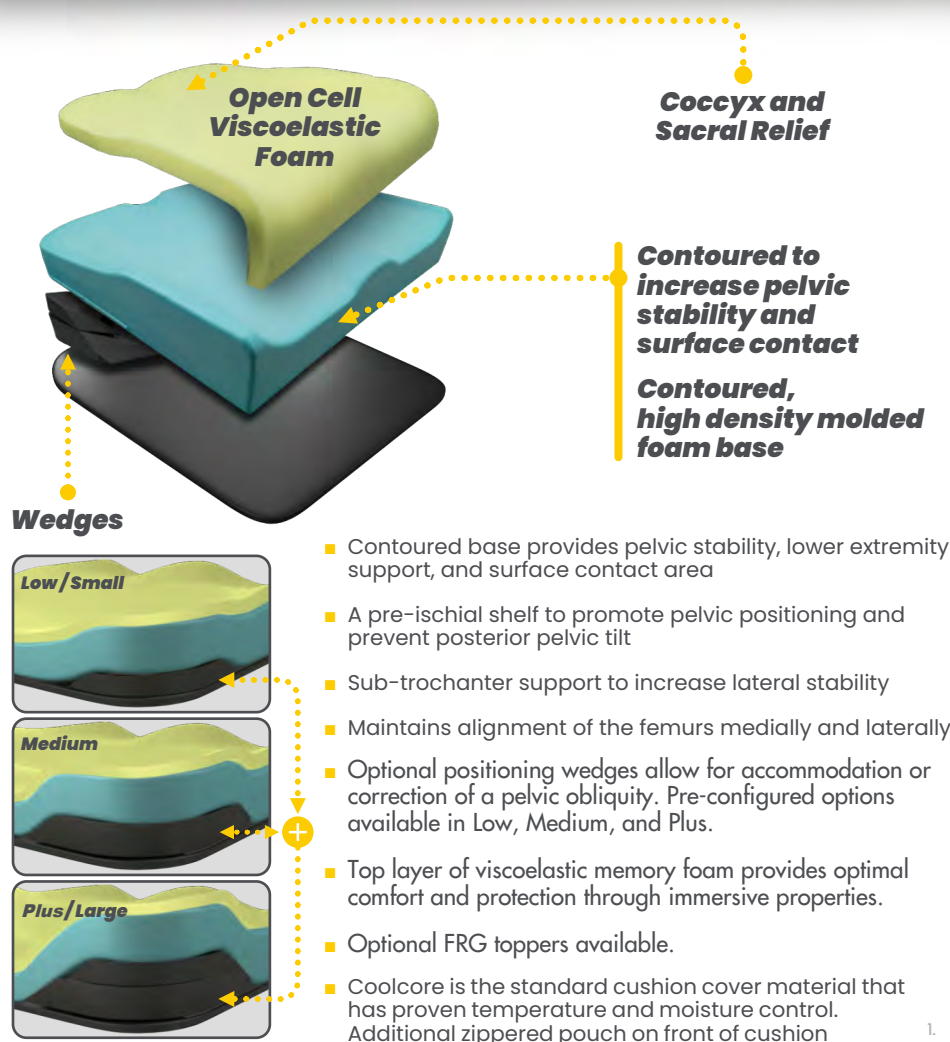 Open Cell
Viscoelastic
Foam
Coccyx and
Sacral Relief
Contoured to
increase pelvic
stability and
surface contact
Contoured,
high density molded
foam base
Wedges
Low/Small
Medium
Plus/Large
■ Contoured base provides pelvic stability, lower extremity
support, and surface contact area
■ A pre-ischial shelf to promote pelvic positioning and
prevent posterior pelvic tilt
■ Sub-trochanter support to increase lateral stability
■ Maintains alignment of the femurs medially and laterally
■ Optional positioning wedges allow for accommodation or
correction of a pelvic obliquity. Pre-configured options
available in Low, Medium, and Plus.
■ Top layer of viscoelastic memory foam provides optimal
comfort and protection through immersive properties.
■ Optional FRG toppers available.
■ Coolcore is the standard cushion cover material that
has proven temperature and moisture control.
Additional zippered pouch on front of cushion
1.